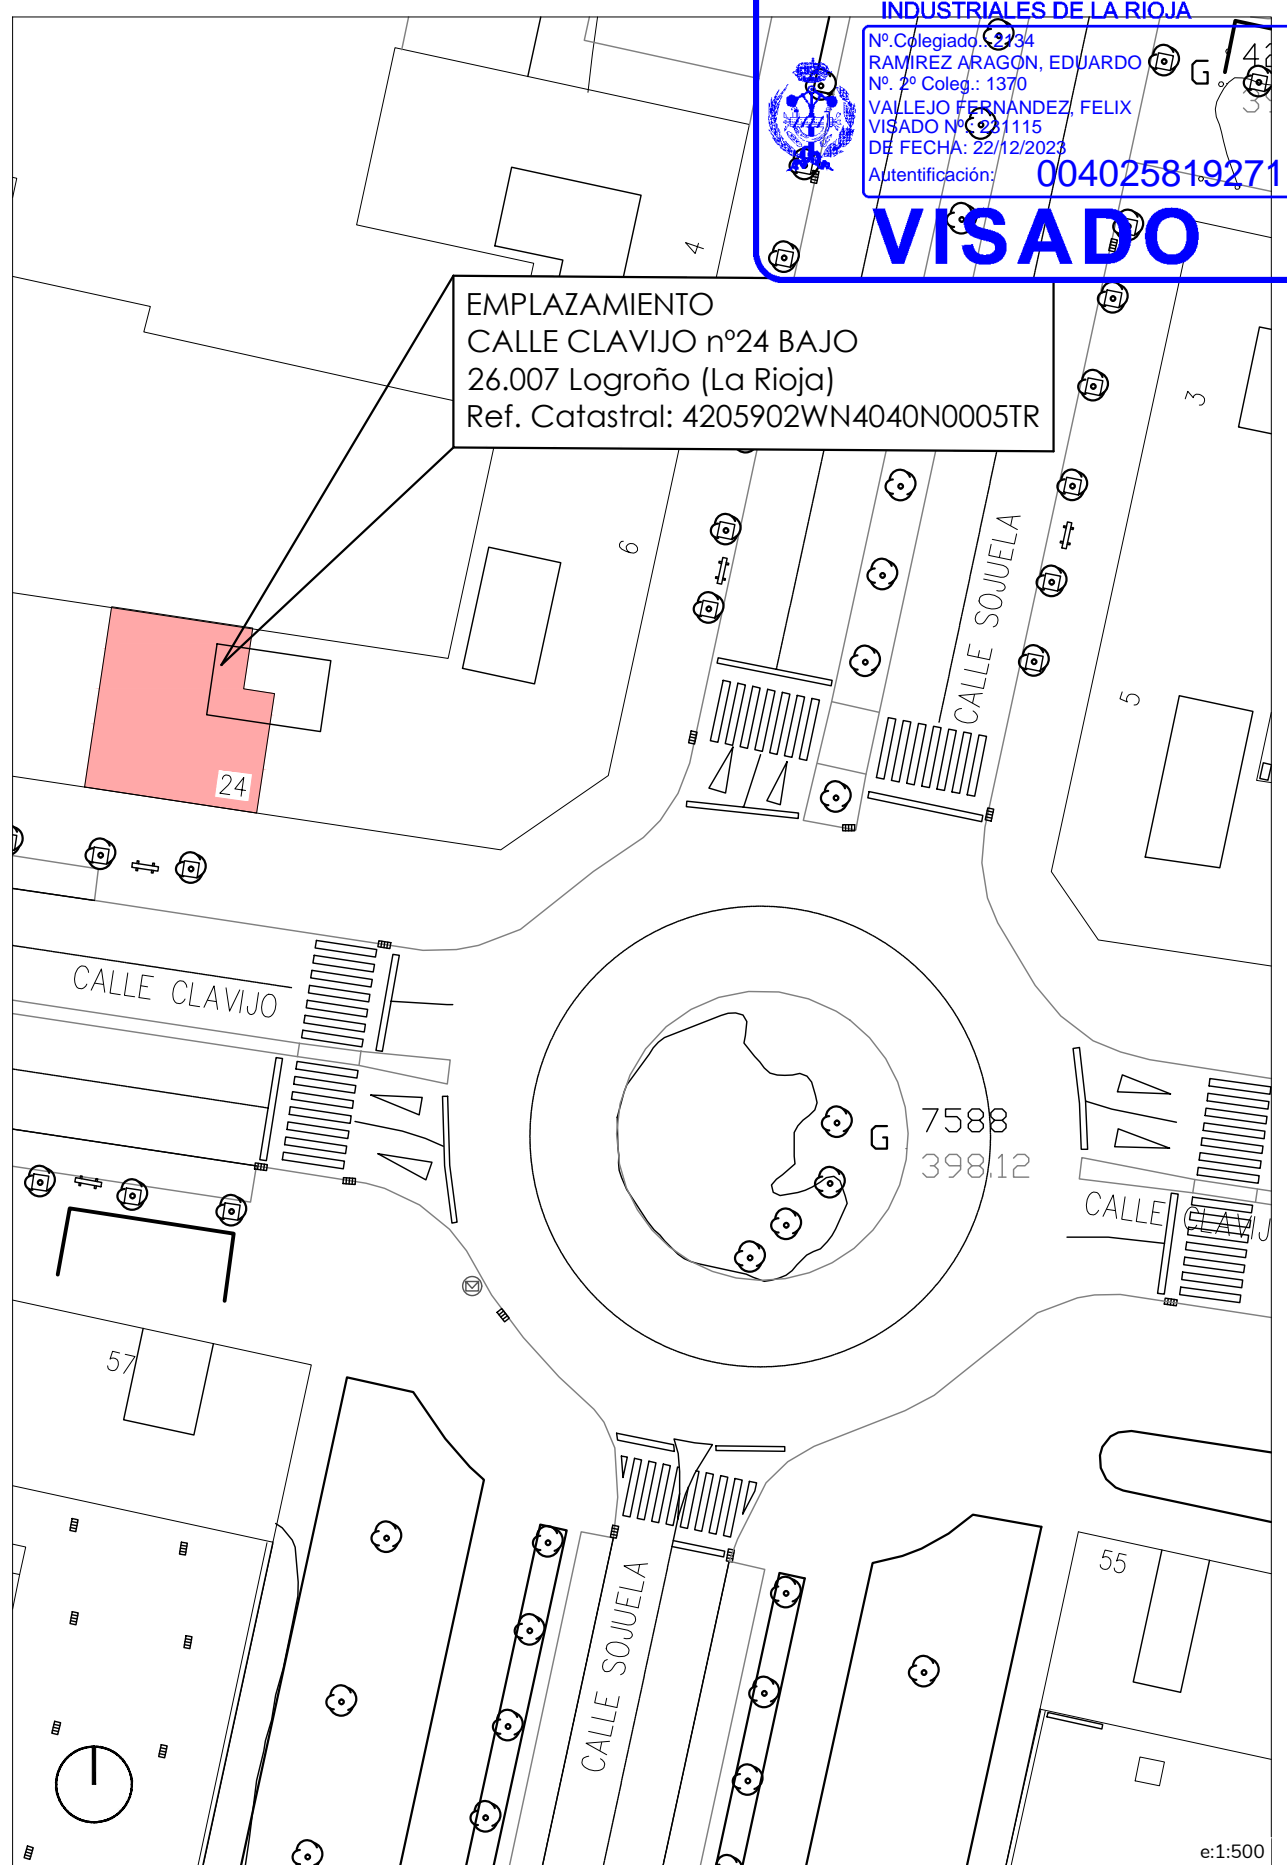 INDUSTRIALES DE LA RIOJA
Nº.Colegiado.: 2134
RAMIREZ ARAGON, EDUARDO
Nº. 2º Coleg.: 1370
VALLEJO FERNANDEZ, FELIX
VISADO Nº.: 231115
DE FECHA: 22/12/2023
Autentificación: 004025819271
VISADO
G
4
EMPLAZAMIENTO
CALLE CLAVIJO nº24 BAJO
26.007 Logroño (La Rioja)
Ref. Catastral: 4205902WN4040N0005TR
3
6
CALLE SOJUELA
5
24
CALLE CLAVIJO
G 7588
398.12
CALLE CLAVIJ
57
55
CALLE SOJUELA
e:1:500